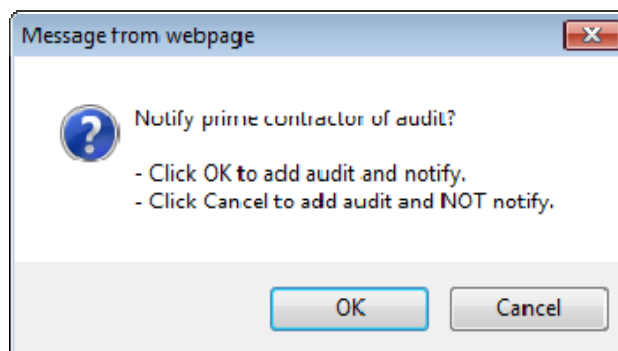 Message from webpage
Notify prime contractor of audit?
- Click OK to add audit and notify.
- Click Cancel to add audit and NOT notify.
OK
Cancel